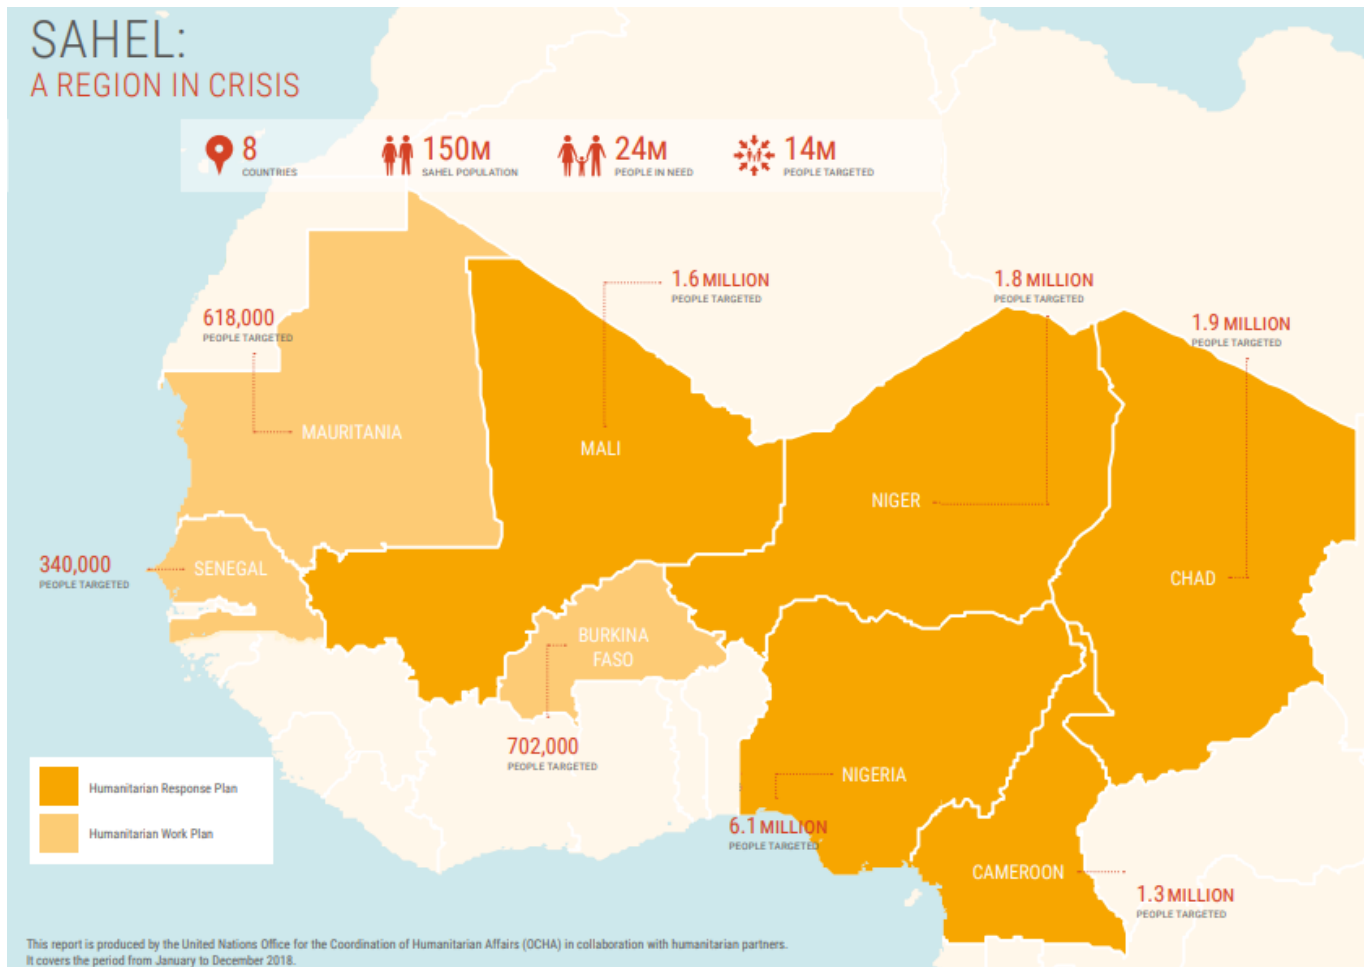 SAHEL:
A REGION IN CRISIS
8
COUNTRIES
150M
SAHEL POPULATION
24M
PEOPLE IN NEED
14M
PEOPLE TARGETED
1.6 MILLION
PEOPLE TARGETED
1.8 MILLION
PEOPLE TARGETED
618,000
PEOPLE TARGETED
1.9 MILLION
PEOPLE TARGETED
MAURITANIA
MALI
NIGER
340,000
PEOPLE TARGETED
SENEGAL
CHAD
BURKINA
FASO
702,000
PEOPLE TARGETED
NIGERIA
6.1 MILLION
PEOPLE TARGETED
CAMEROON
1.3 MILLION
PEOPLE TARGETED
Humanitarian Response Plan
Humanitarian Work Plan
This report is produced by the United Nations Office for the Coordination of Humanitarian Affairs (OCHA) in collaboration with humanitarian partners.
It covers the period from January to December 2018.